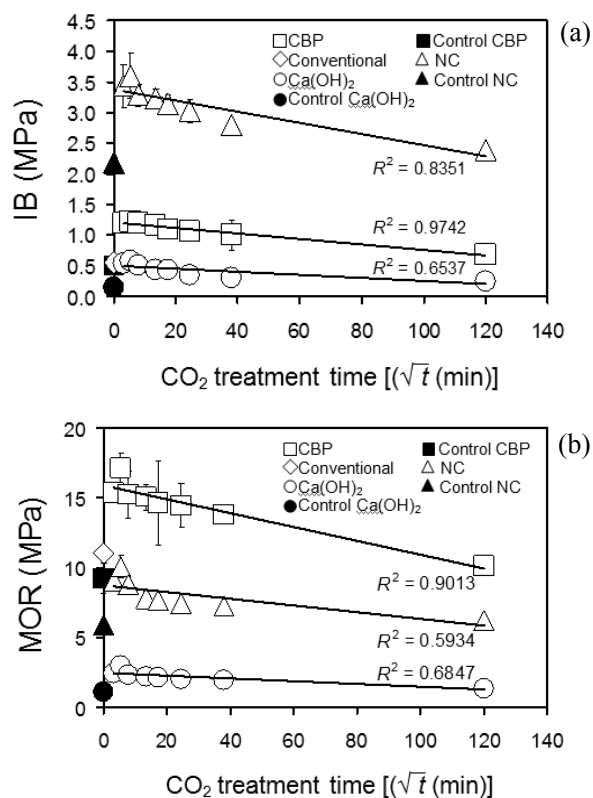 (a)
IB (MPa)
4.5
4.0
3.5
3.0
2.5
2.0
1.5
1.0
0.5
0.0
CBP
Control CBP
Conventional
NC
Ca(OH)₂
Control NC
Control Ca(OH)₂
R² = 0.8351
R² = 0.9742
R² = 0.6537
0 20 40 60 80 100 120 140
CO₂ treatment time [(√t (min)]
(b)
MOR (MPa)
20
15
10
5
0
CBP
Control CBP
Conventional
NC
Ca(OH)₂
Control NC
Control Ca(OH)₂
R² = 0.9013
R² = 0.5934
R² = 0.6847
0 20 40 60 80 100 120 140
CO₂ treatment time [(√t (min)]